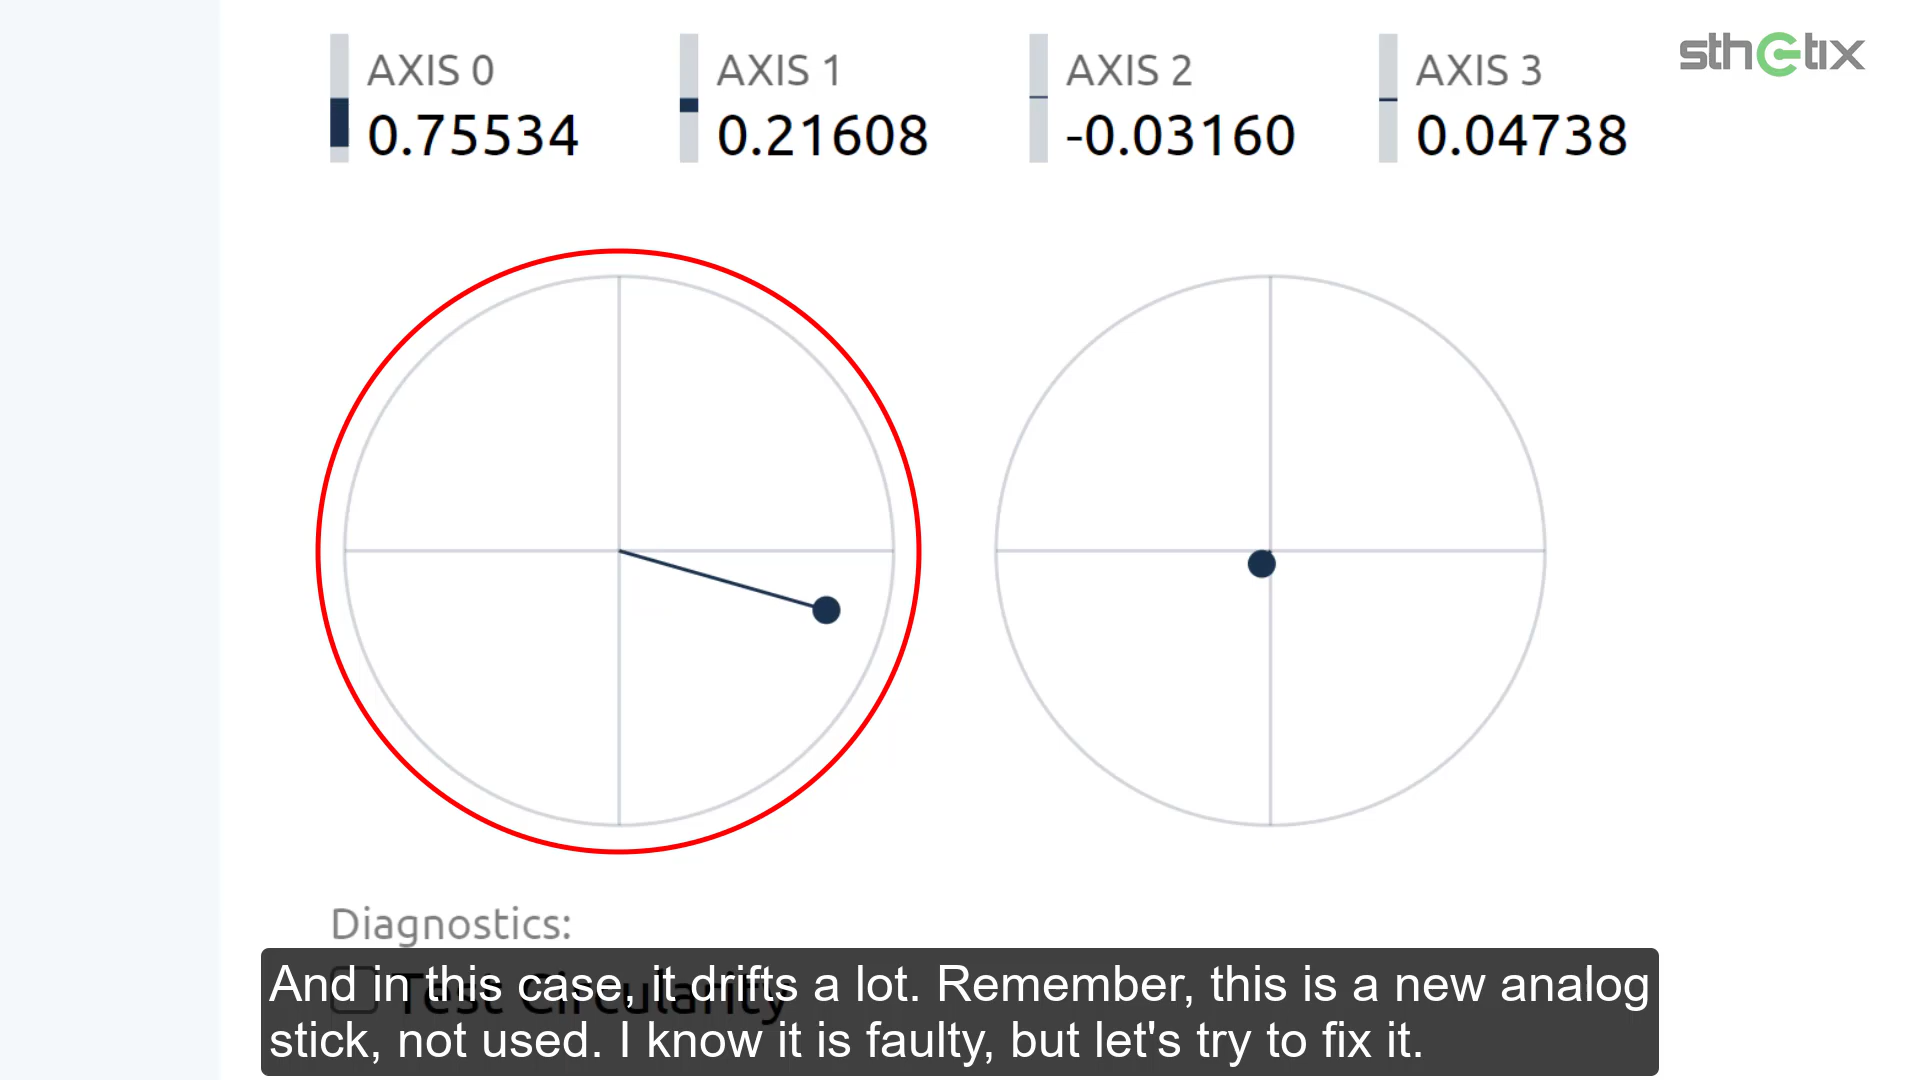 AXIS 0
0.75534
AXIS 1
0.21608
AXIS 2
-0.03160
AXIS 3
0.04738
sthetix
Diagnostics:
Test Circularity
And in this case, it drifts a lot. Remember, this is a new analog
stick, not used. I know it is faulty, but let's try to fix it.